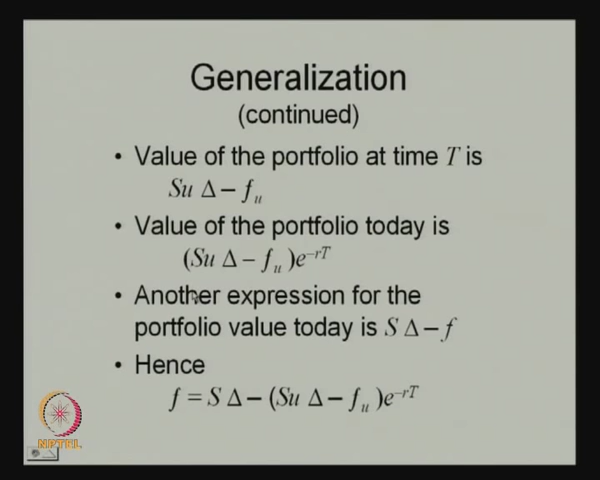 Generalization
(continued)
• Value of the portfolio at time T is
Su Δ – f_u
• Value of the portfolio today is
(Su Δ – f_u )e^–rT
• Another expression for the
portfolio value today is S Δ – f
• Hence
f = S Δ – (Su Δ – f_u )e^–rT
NPTEL